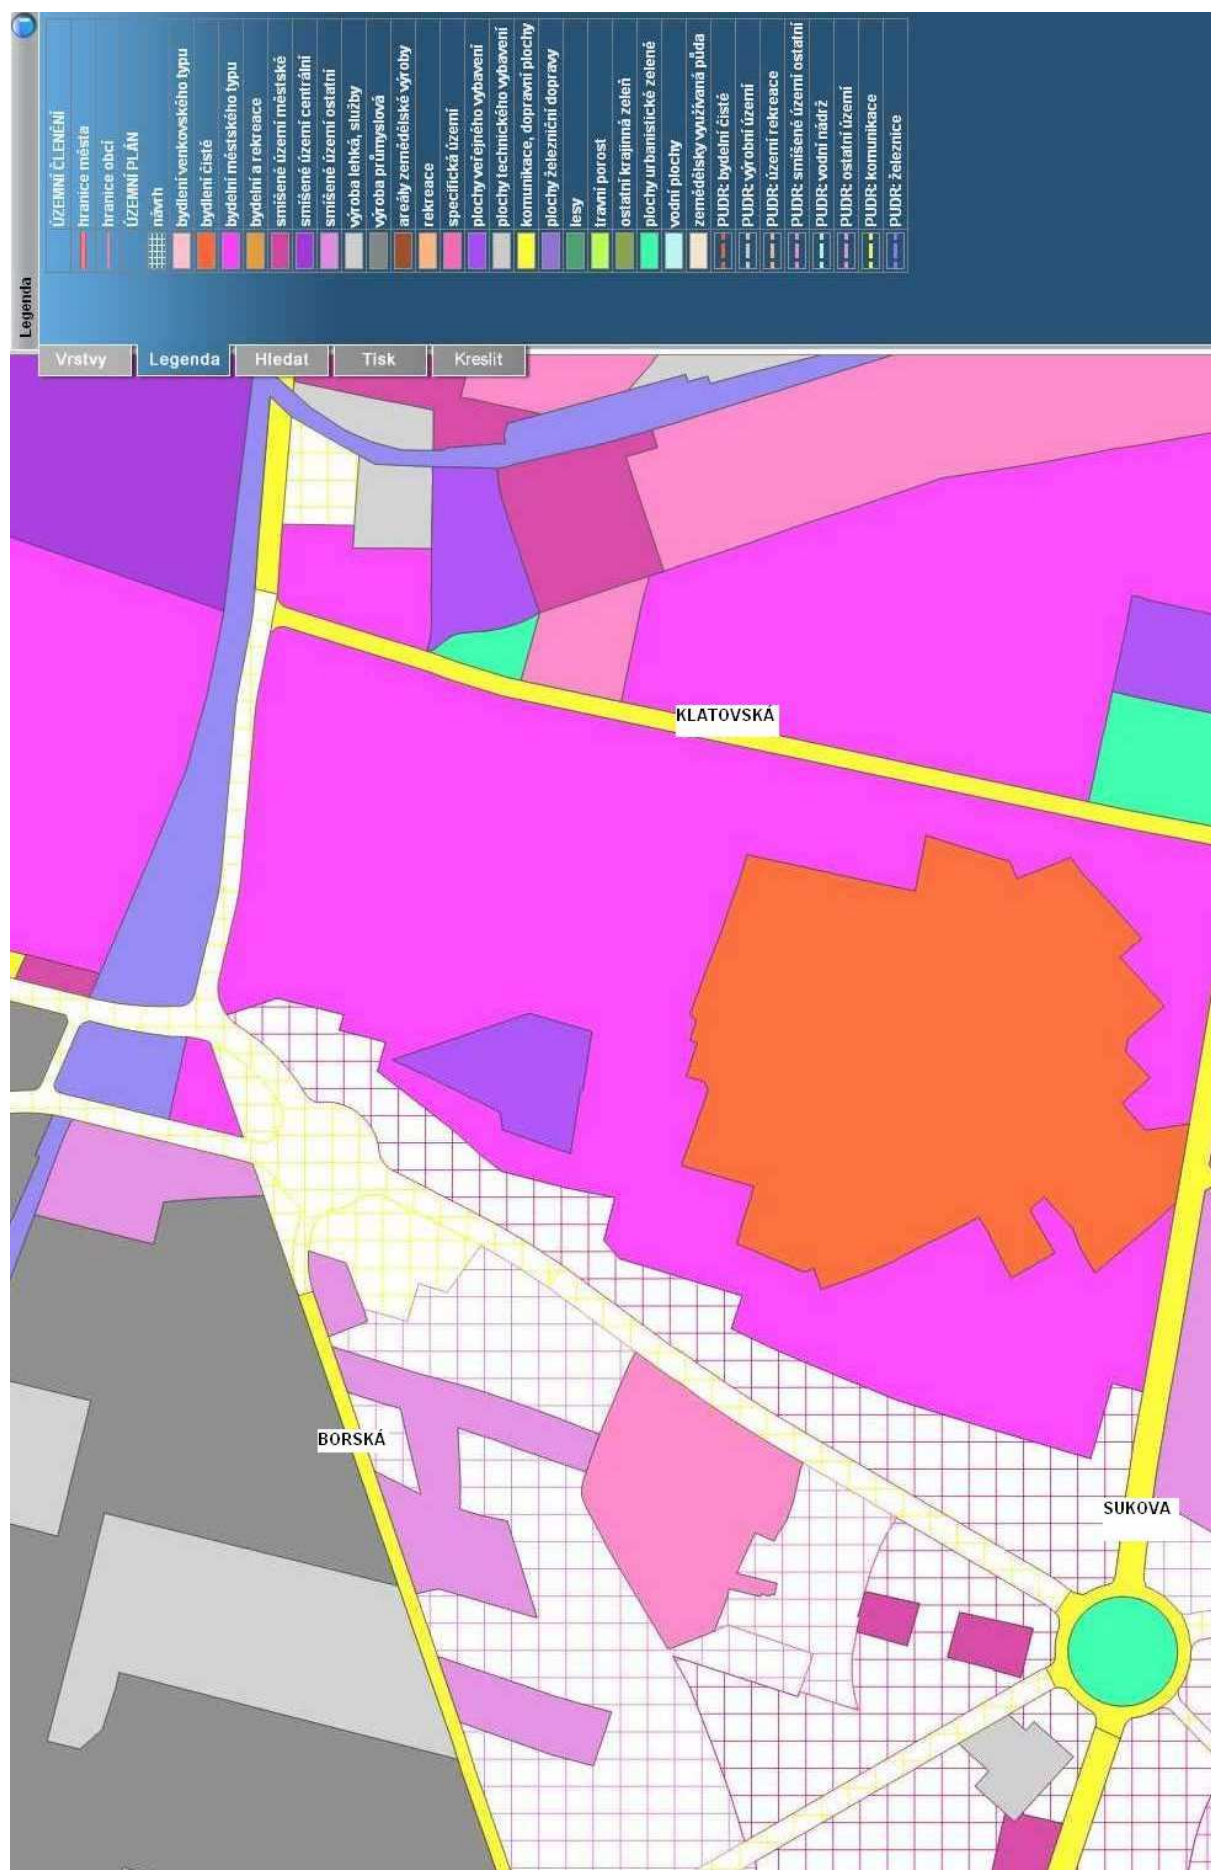 Legenda
ÚZEMNÍ ČLENĚNÍ
hranice města
hranice obcí
ÚZEMNÍ PLÁN
návrh
bydlení venkovského typu
bydlení čisté
bydelní městského typu
bydelní a rekreace
smíšené území městské
smíšené území centrální
smíšené území ostatní
výroba lehká, služby
výroba průmyslová
areály zemědělské výroby
rekreace
specifická území
plochy veřejného vybavení
plochy technického vybavení
komunikace, dopravní plochy
plochy železniční dopravy
lesy
travní porost
ostatní krajinná zeleň
plochy urbanistické zeleně
vodní plochy
zemědělsky využívaná půda
PUDR: bydelní čisté
PUDR: výrobní území
PUDR: území rekreace
PUDR: smíšené území ostatní
PUDR: vodní nádrž
PUDR: ostatní území
PUDR: komunikace
PUDR: železnice
Vrstvy
Legenda
Hledat
Tisk
Kreslit
KLATOVSKÁ
BORSKÁ
SUKOVA